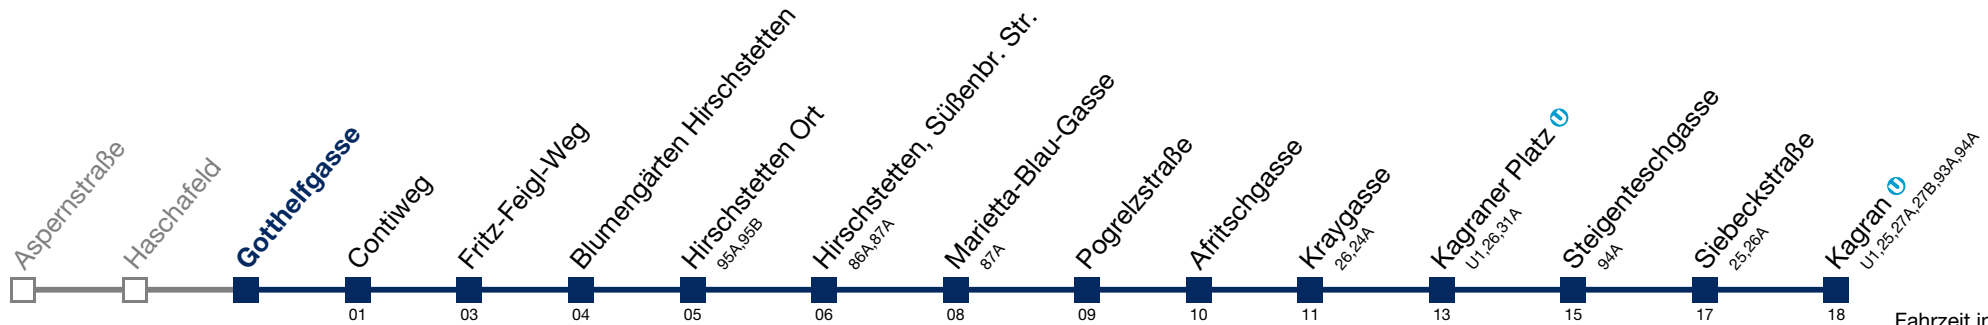 Aspernstraße
Haschafeld
Gotthelfgasse
Contiweg
01
Fritz-Feigl-Weg
03
Blumengärten Hirschstetten
04
Hirschstetten Ort
95A,95B
05
Hirschstetten, Süßenbr. Str.
86A,87A
06
Marietta-Blau-Gasse
87A
08
Pogrelzstraße
09
Afritschgasse
10
Kraygasse
26,24A
11
Kagraner Platz U
U1,26,31A
13
Steigenteschgasse
94A
15
Siebeckstraße
25,26A
17
Kagran U
U1,25,27A,27B,93A,94A
18
Fahrzeit in